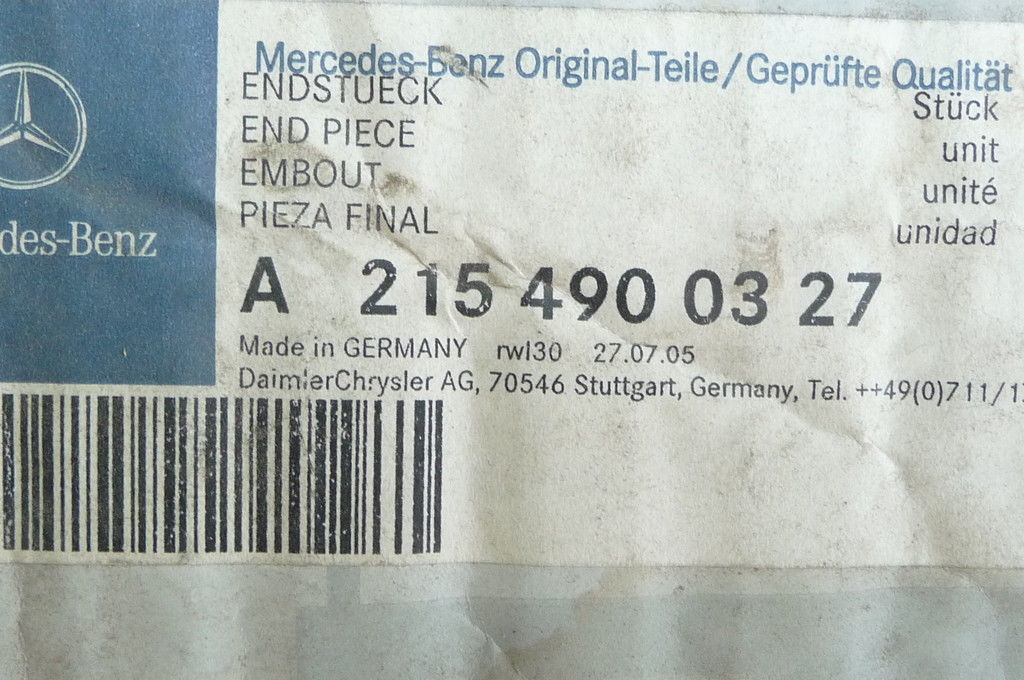 Mercedes-Benz Original-Teile/Geprüfte Qualität
ENDSTUECK Stück
END PIECE unit
EMBOUT unité
PIEZA FINAL unidad
des-Benz
A 215 490 03 27
Made in GERMANY rwl30 27.07.05
DaimlerChrysler AG, 70546 Stuttgart, Germany, Tel. ++49(0)711/1